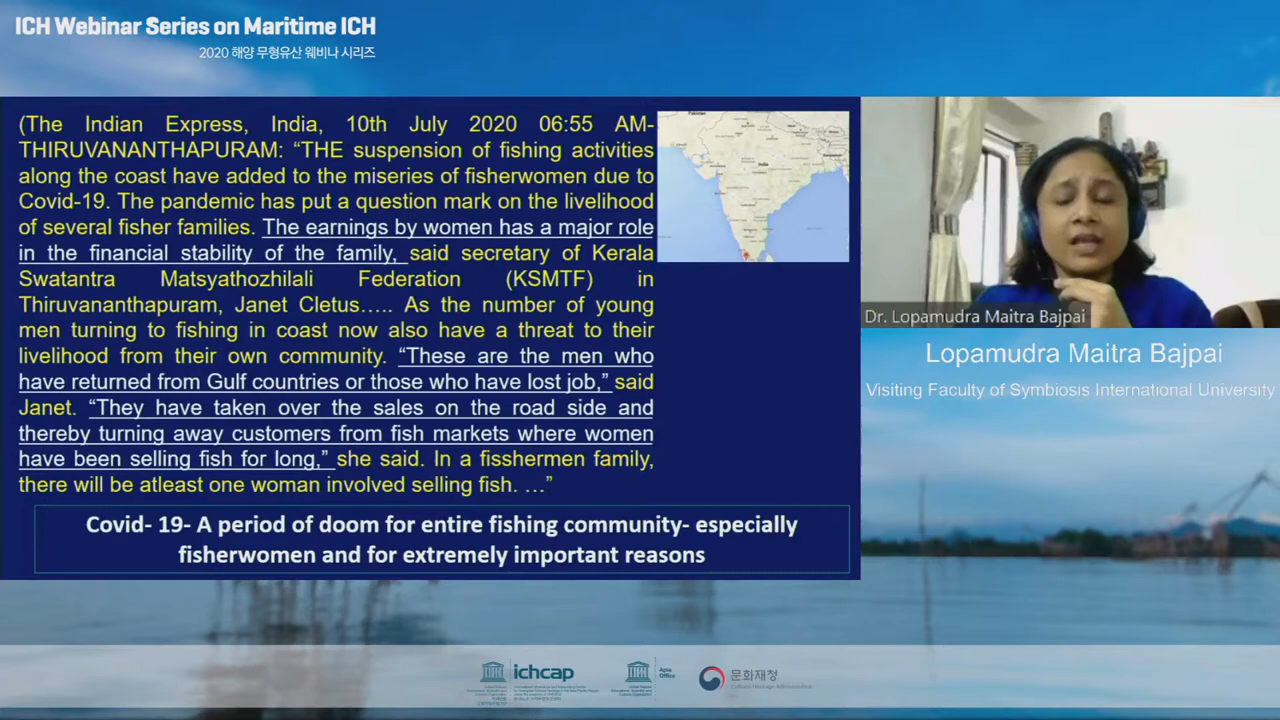 ICH Webinar Series on Maritime ICH
2020 해양 무형유산 웨비나 시리즈
(The Indian Express, India, 10th July 2020 06:55 AM-
THIRUVANANTHAPURAM: “THE suspension of fishing activities
along the coast have added to the miseries of fisherwomen due to
Covid-19. The pandemic has put a question mark on the livelihood
of several fisher families. The earnings by women has a major role
in the financial stability of the family, said secretary of Kerala
Swatantra Matsyathozhilali Federation (KSMTF) in
Thiruvananthapuram, Janet Cletus….. As the number of young
men turning to fishing in coast now also have a threat to their
livelihood from their own community. “These are the men who
have returned from Gulf countries or those who have lost job,” said
Janet. “They have taken over the sales on the road side and
thereby turning away customers from fish markets where women
have been selling fish for long,” she said. In a fisshermen family,
there will be atleast one woman involved selling fish. …”
India
Covid- 19- A period of doom for entire fishing community- especially
fisherwomen and for extremely important reasons
Dr. Lopamudra Maitra Bajpai
Lopamudra Maitra Bajpai
Visiting Faculty of Symbiosis International University
ichcap
Apia
Office
문화재청
Cultural Heritage Administration